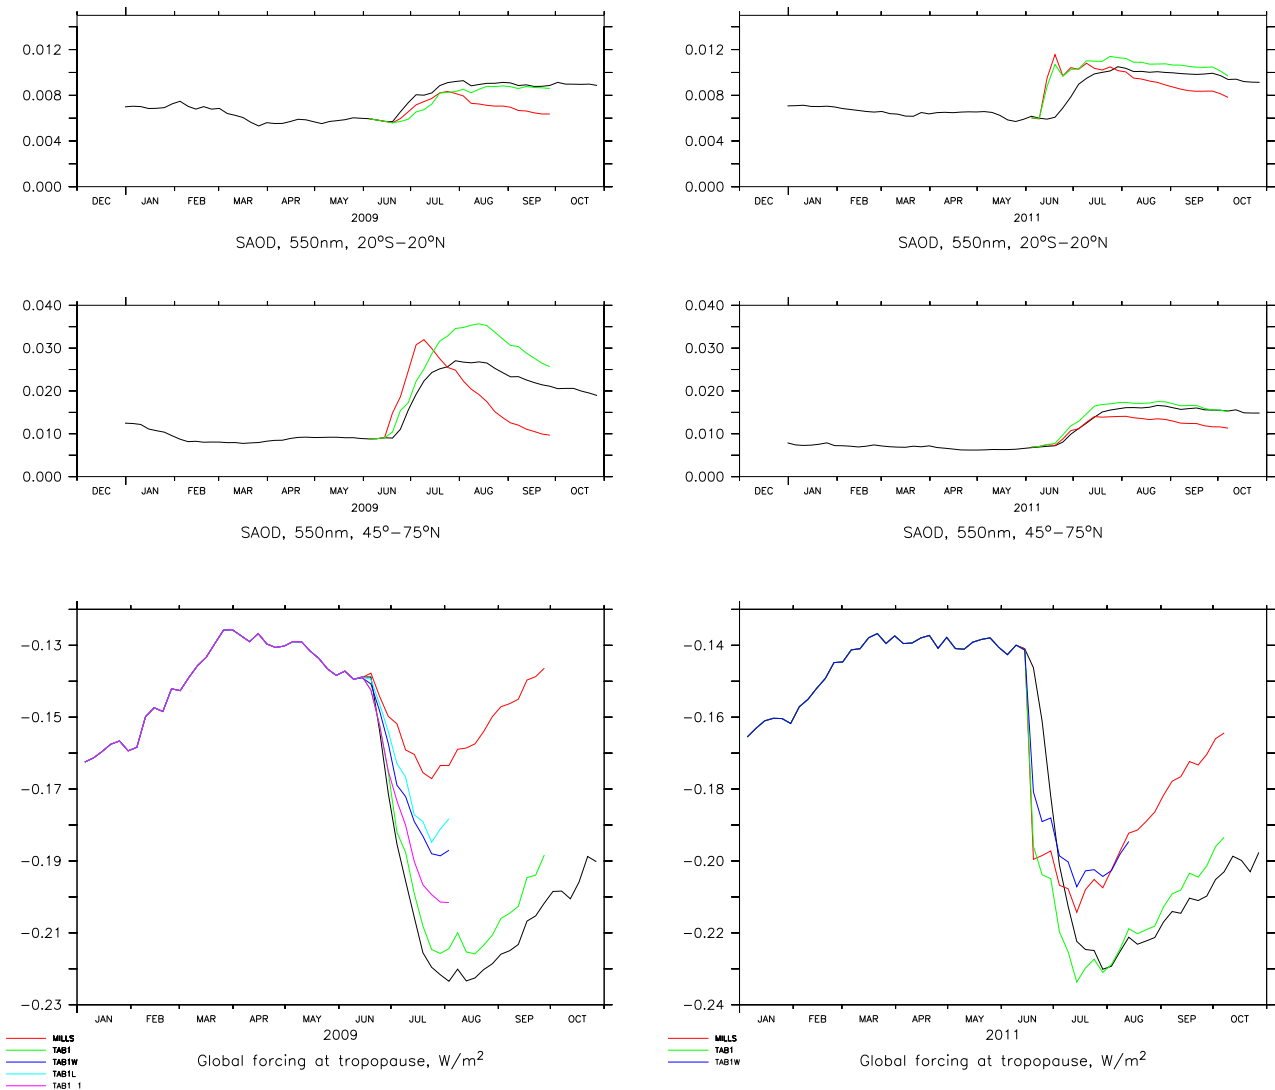 0.012
0.008
0.004
0.000
DEC JAN FEB MAR APR MAY JUN JUL AUG SEP OCT
2009
SAOD, 550nm, 20°S−20°N
0.012
0.008
0.004
0.000
DEC JAN FEB MAR APR MAY JUN JUL AUG SEP OCT
2011
SAOD, 550nm, 20°S−20°N
0.040
0.030
0.020
0.010
0.000
DEC JAN FEB MAR APR MAY JUN JUL AUG SEP OCT
2009
SAOD, 550nm, 45°−75°N
0.040
0.030
0.020
0.010
0.000
DEC JAN FEB MAR APR MAY JUN JUL AUG SEP OCT
2011
SAOD, 550nm, 45°−75°N
−0.13
−0.15
−0.17
−0.19
−0.21
−0.23
JAN FEB MAR APR MAY JUN JUL AUG SEP OCT
2009
Global forcing at tropopause, W/m²
MILLS
TAB1
TAB1W
TAB1L
TAB1 1
−0.14
−0.16
−0.18
−0.20
−0.22
−0.24
JAN FEB MAR APR MAY JUN JUL AUG SEP OCT
2011
Global forcing at tropopause, W/m²
MILLS
TAB1
TAB1W